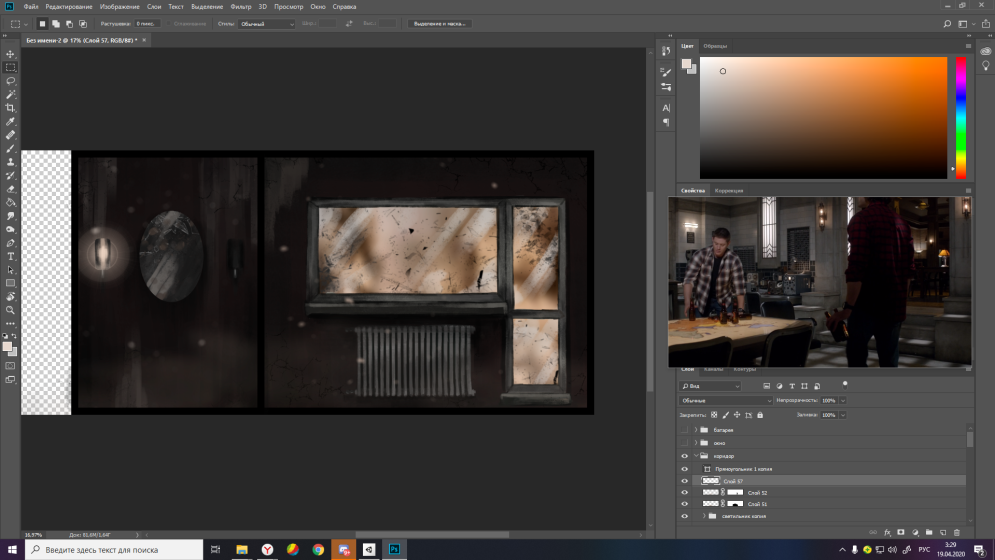 Ps Файл Редактирование Изображение Слои Текст Выделение Фильтр 3D Просмотр Окно Справка
Растушевка: 0 пикс. Сглаживание Стиль: Обычный Выделение и маска...
Без имени-2 @ 17% (Слой 57, RGB/8#) *
Цвет Образцы
Свойства Коррекция
Слои Каналы Контуры
Вид
Обычные Непрозрачность: 100%
Закрепить: Заливка: 100%
батарея
окно
коридор
Прямоугольник 1 копия
Слой 57
Слой 52
Слой 51
светильник копия
16,97% Док: 81,6M/1,64Г
Введите здесь текст для поиска
РУС
3:29
19.04.2020
2